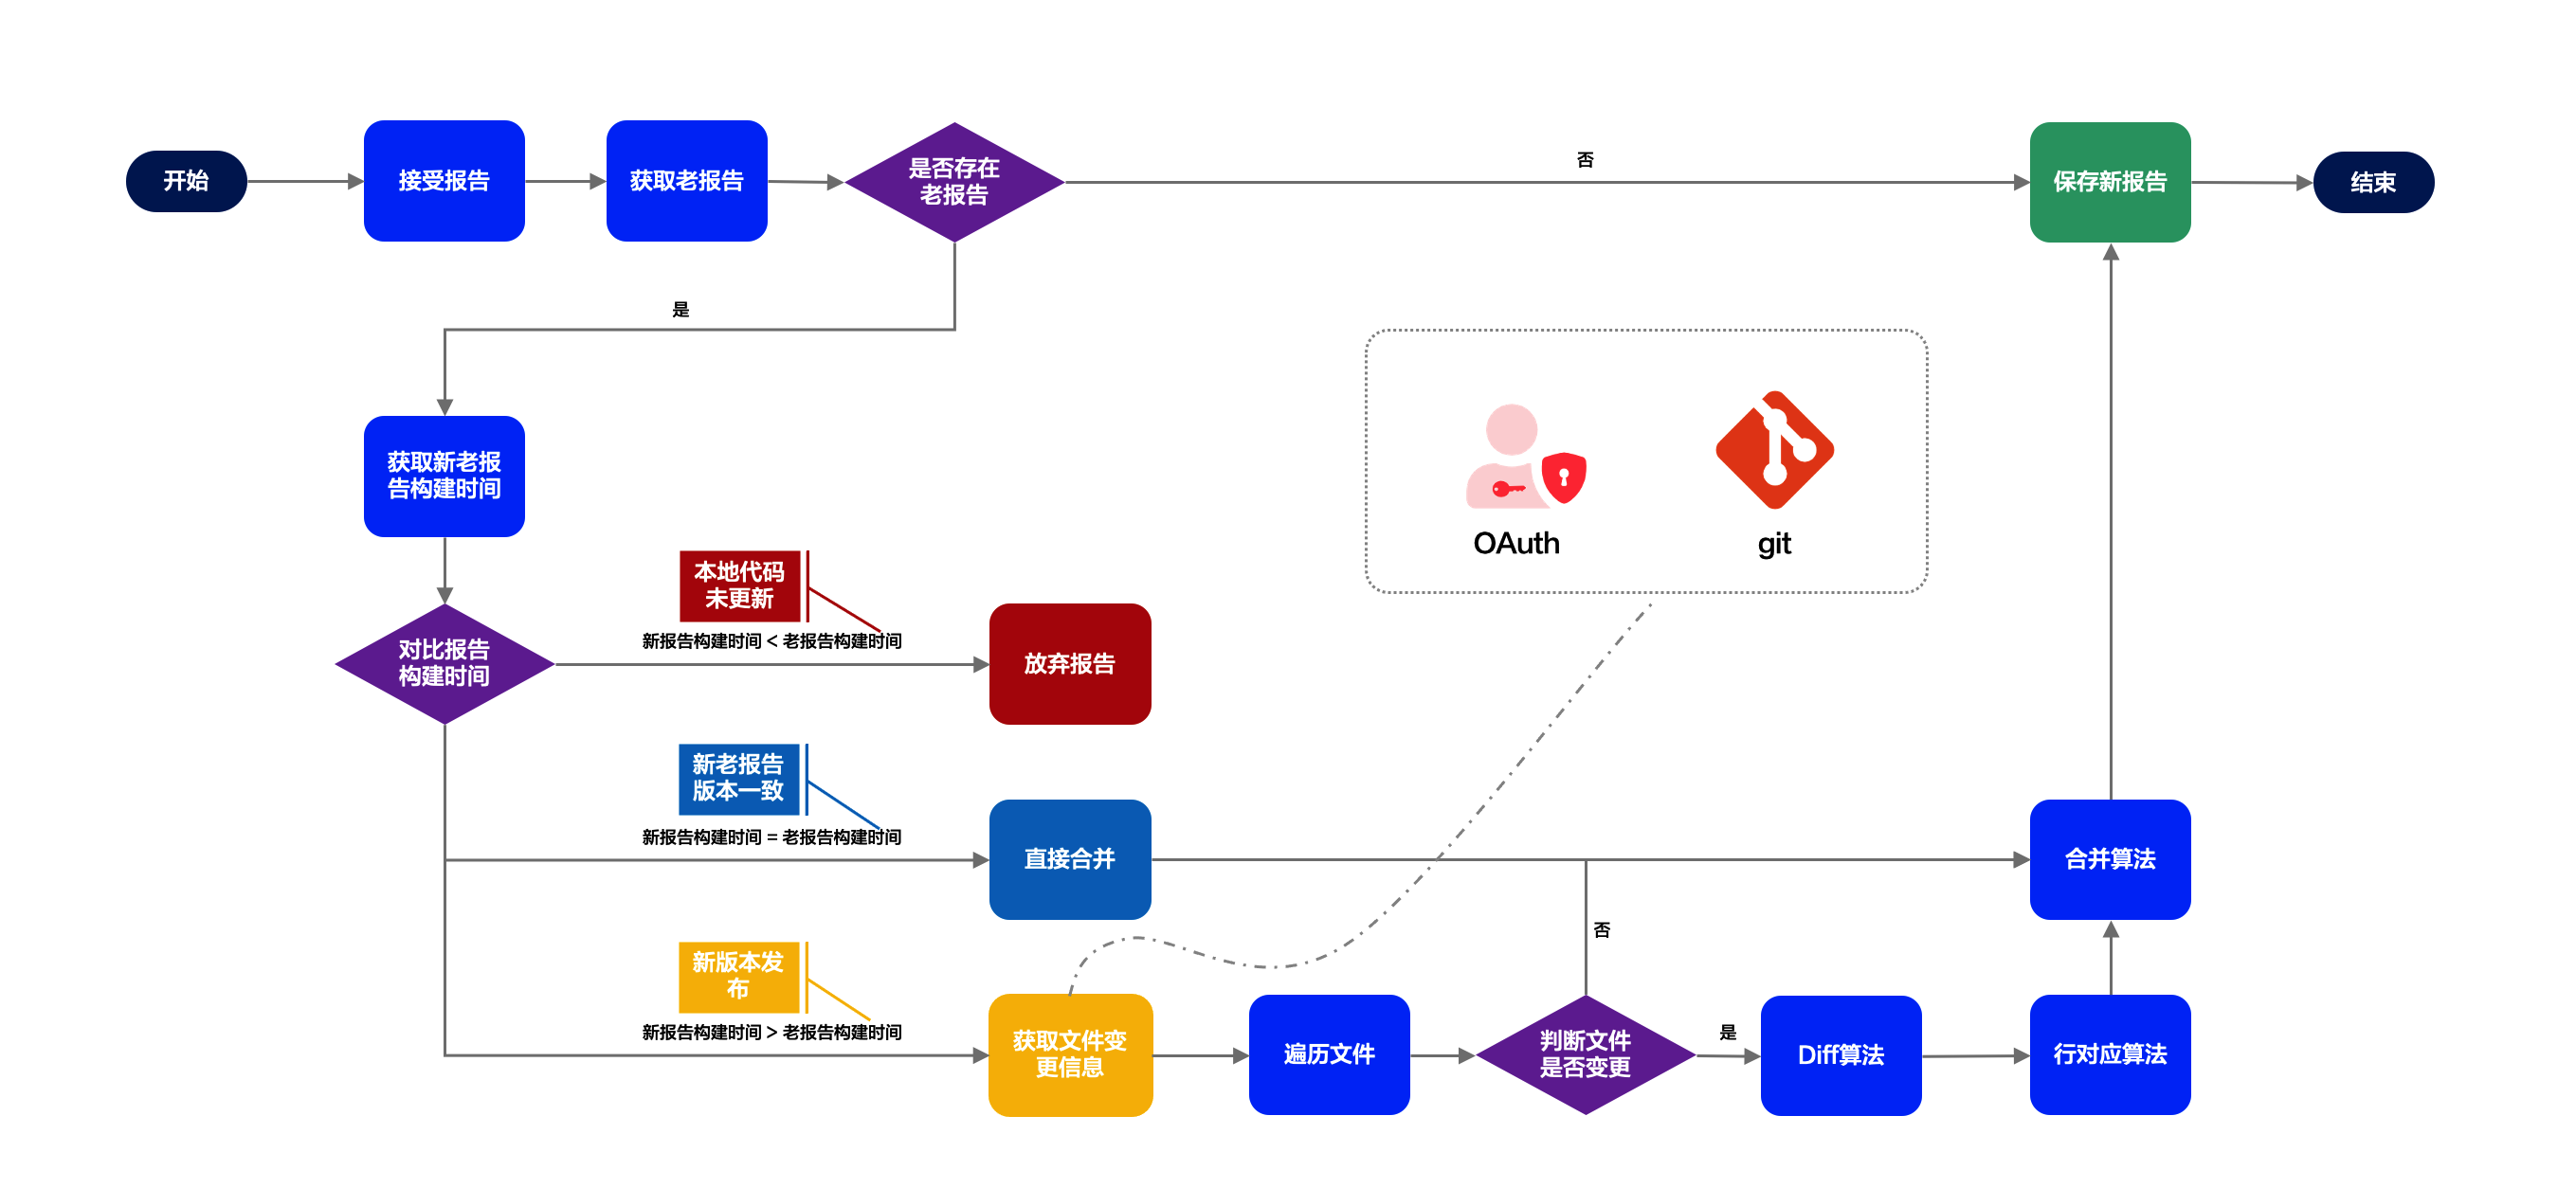 开始
接受报告
获取老报告
是否存在
老报告
否
保存新报告
结束
是
获取新老报
告构建时间
OAuth
git
本地代码
未更新
新报告构建时间 < 老报告构建时间
对比报告
构建时间
放弃报告
新老报告
版本一致
新报告构建时间 = 老报告构建时间
直接合并
合并算法
否
新版本发
布
新报告构建时间 > 老报告构建时间
获取文件变
更信息
遍历文件
判断文件
是否变更
是
Diff算法
行对应算法